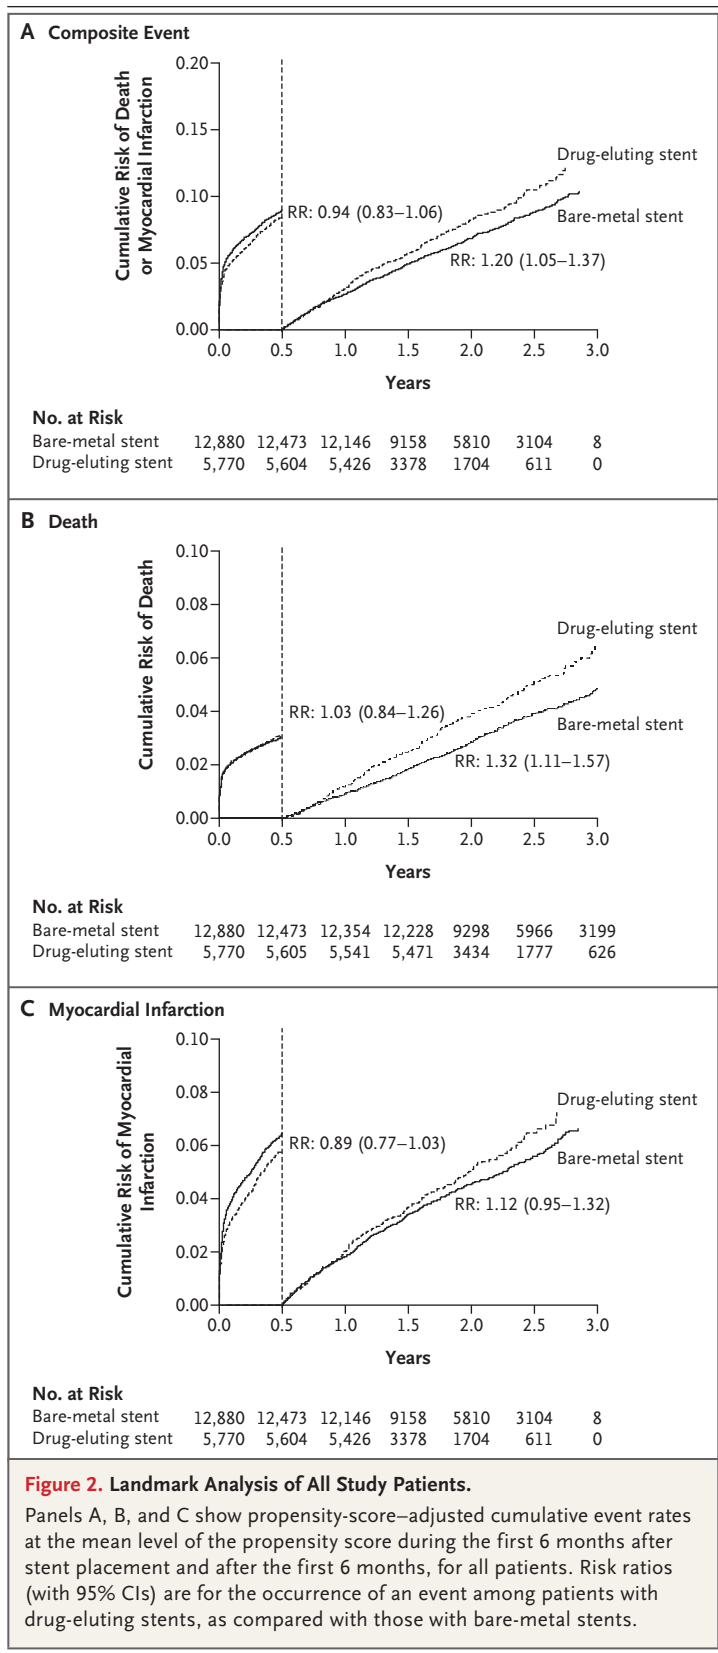 A Composite Event
Cumulative Risk of Death
or Myocardial Infarction
0.20
0.15
0.10
0.05
0.00
Drug-eluting stent
RR: 0.94 (0.83–1.06)
Bare-metal stent
RR: 1.20 (1.05–1.37)
0.0 0.5 1.0 1.5 2.0 2.5 3.0
Years
No. at Risk
Bare-metal stent 12,880 12,473 12,146 9158 5810 3104 8
Drug-eluting stent 5,770 5,604 5,426 3378 1704 611 0
B Death
Cumulative Risk of Death
0.10
0.08
0.06
0.04
0.02
0.00
Drug-eluting stent
RR: 1.03 (0.84–1.26)
Bare-metal stent
RR: 1.32 (1.11–1.57)
0.0 0.5 1.0 1.5 2.0 2.5 3.0
Years
No. at Risk
Bare-metal stent 12,880 12,473 12,354 12,228 9298 5966 3199
Drug-eluting stent 5,770 5,605 5,541 5,471 3434 1777 626
C Myocardial Infarction
Cumulative Risk of Myocardial
Infarction
0.10
0.08
0.06
0.04
0.02
0.00
Drug-eluting stent
RR: 0.89 (0.77–1.03)
Bare-metal stent
RR: 1.12 (0.95–1.32)
0.0 0.5 1.0 1.5 2.0 2.5 3.0
Years
No. at Risk
Bare-metal stent 12,880 12,473 12,146 9158 5810 3104 8
Drug-eluting stent 5,770 5,604 5,426 3378 1704 611 0
Figure 2. Landmark Analysis of All Study Patients.
Panels A, B, and C show propensity-score–adjusted cumulative event rates
at the mean level of the propensity score during the first 6 months after
stent placement and after the first 6 months, for all patients. Risk ratios
(with 95% CIs) are for the occurrence of an event among patients with
drug-eluting stents, as compared with those with bare-metal stents.